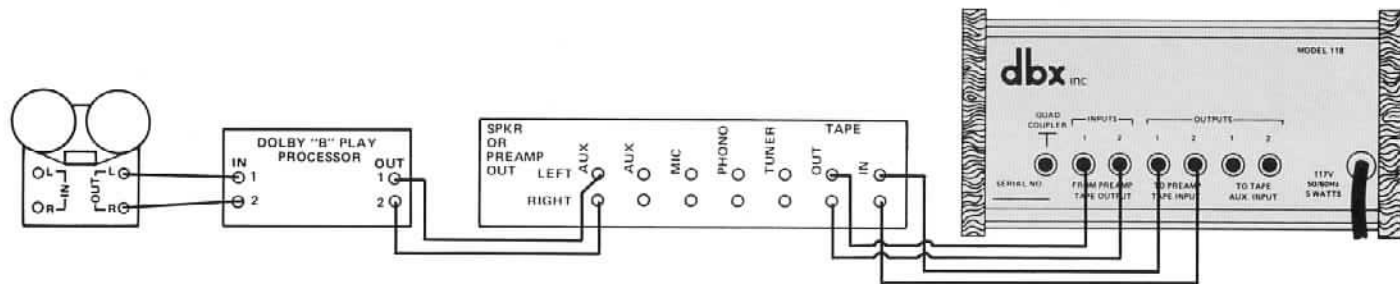 L
IN
R
OUT
L
R
DOLBY "B" PLAY
PROCESSOR
IN
1
2
OUT
1
2
SPKR
OR
PREAMP
OUT
LEFT
RIGHT
AUX
AUX
MIC
PHONO
TUNER
TAPE
OUT
IN
dbx inc
MODEL 118
QUAD
COUPLER
INPUTS
1 2
OUTPUTS
1 2 1 2
SERIAL NO.
FROM PREAMP
TAPE OUTPUT
TO PREAMP
TAPE INPUT
TO TAPE
AUX. INPUT
117V
50/60Hz
5 WATTS